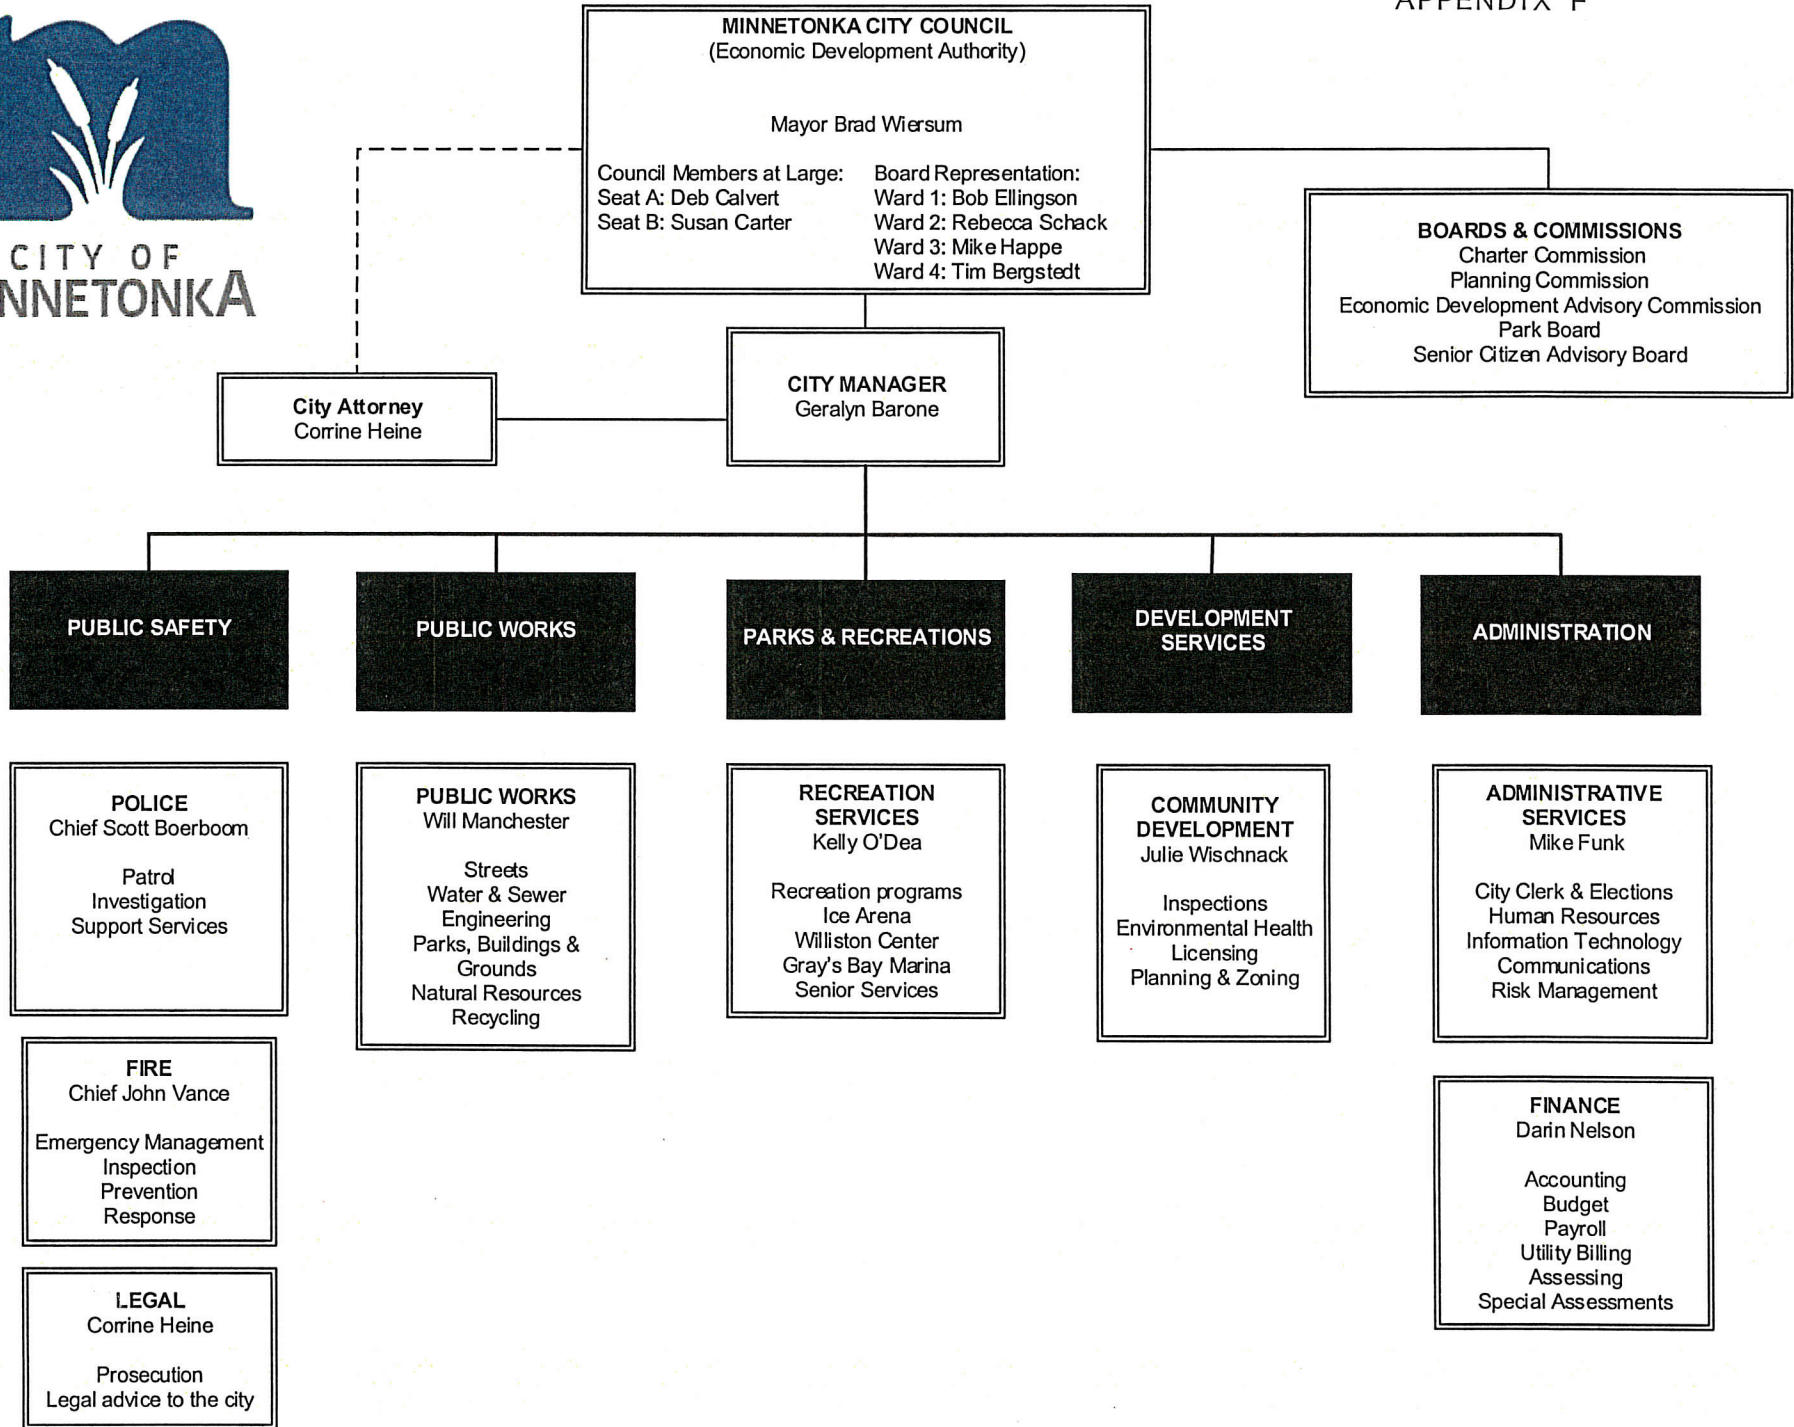 APPENDIX F
CITY OF
NNETONKA
MINNETONKA CITY COUNCIL
(Economic Development Authority)
Mayor Brad Wiersum
Council Members at Large:
Seat A: Deb Calvert
Seat B: Susan Carter
Board Representation:
Ward 1: Bob Ellingson
Ward 2: Rebecca Schack
Ward 3: Mike Happe
Ward 4: Tim Bergstedt
BOARDS & COMMISSIONS
Charter Commission
Planning Commission
Economic Development Advisory Commission
Park Board
Senior Citizen Advisory Board
City Attorney
Corrine Heine
CITY MANAGER
Geralyn Barone
PUBLIC SAFETY
PUBLIC WORKS
PARKS & RECREATIONS
DEVELOPMENT
SERVICES
ADMINISTRATION
POLICE
Chief Scott Boerboom
Patrol
Investigation
Support Services
FIRE
Chief John Vance
Emergency Management
Inspection
Prevention
Response
LEGAL
Corrine Heine
Prosecution
Legal advice to the city
PUBLIC WORKS
Will Manchester
Streets
Water & Sewer
Engineering
Parks, Buildings &
Grounds
Natural Resources
Recycling
RECREATION
SERVICES
Kelly O'Dea
Recreation programs
Ice Arena
Williston Center
Gray's Bay Marina
Senior Services
COMMUNITY
DEVELOPMENT
Julie Wischnack
Inspections
Environmental Health
Licensing
Planning & Zoning
ADMINISTRATIVE
SERVICES
Mike Funk
City Clerk & Elections
Human Resources
Information Technology
Communications
Risk Management
FINANCE
Darin Nelson
Accounting
Budget
Payroll
Utility Billing
Assessing
Special Assessments